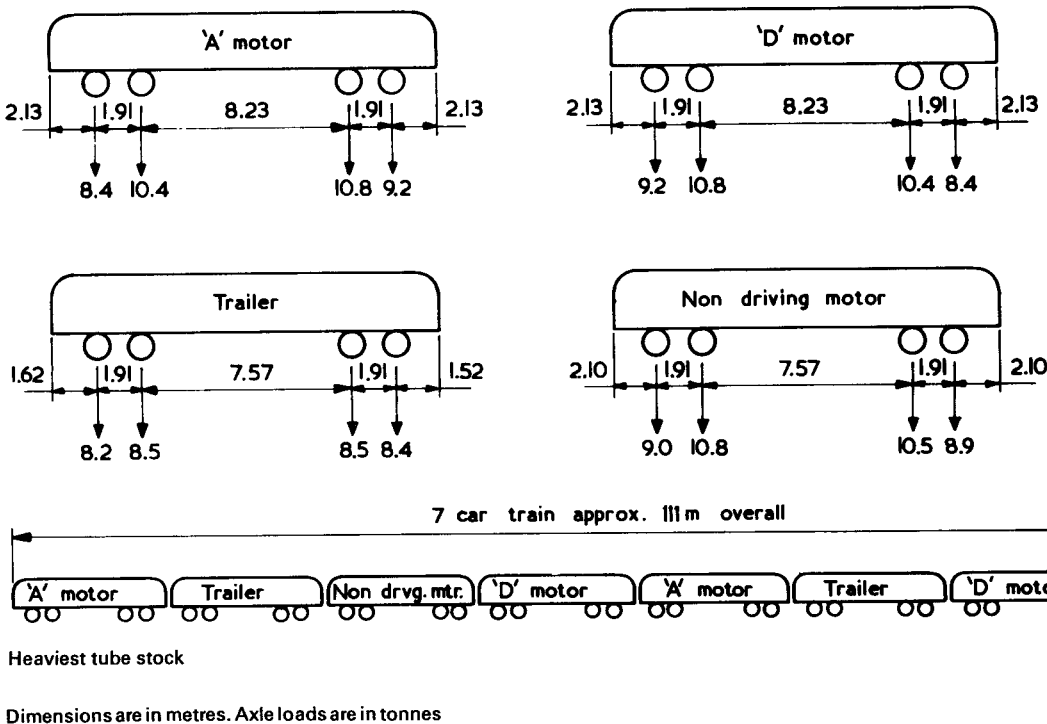 'A' motor
'D' motor
2.13 1.91 8.23 1.91 2.13
2.13 1.91 8.23 1.91 2.13
8.4 10.4 10.8 9.2
9.2 10.8 10.4 8.4
Trailer
Non driving motor
1.62 1.91 7.57 1.91 1.52
2.10 1.91 7.57 1.91 2.10
8.2 8.5 8.5 8.4
9.0 10.8 10.5 8.9
7 car train approx. 111m overall
'A' motor Trailer Non drvg. mtr. 'D' motor 'A' motor Trailer 'D' moto
Heaviest tube stock
Dimensions are in metres. Axle loads are in tonnes